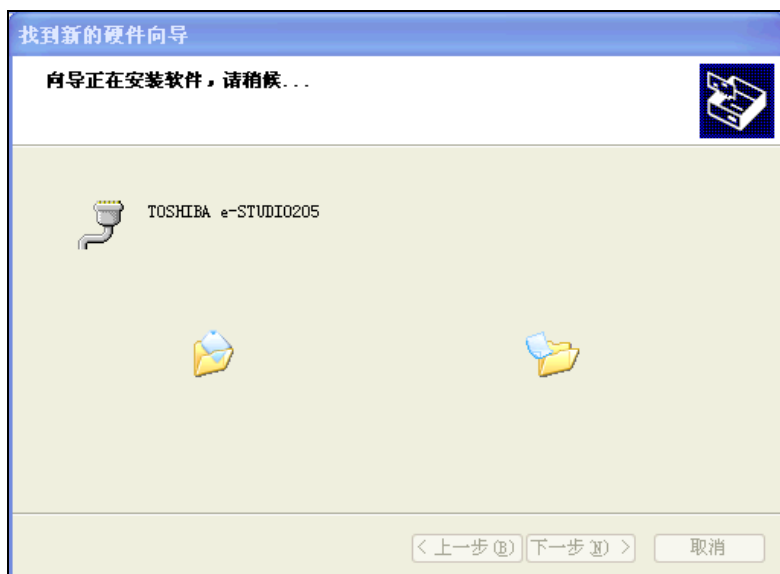 找到新的硬件向导
向导正在安装软件，请稍候...
TOSHIBA e-STUDIO205
< 上一步(B) 下一步(N) > 取消